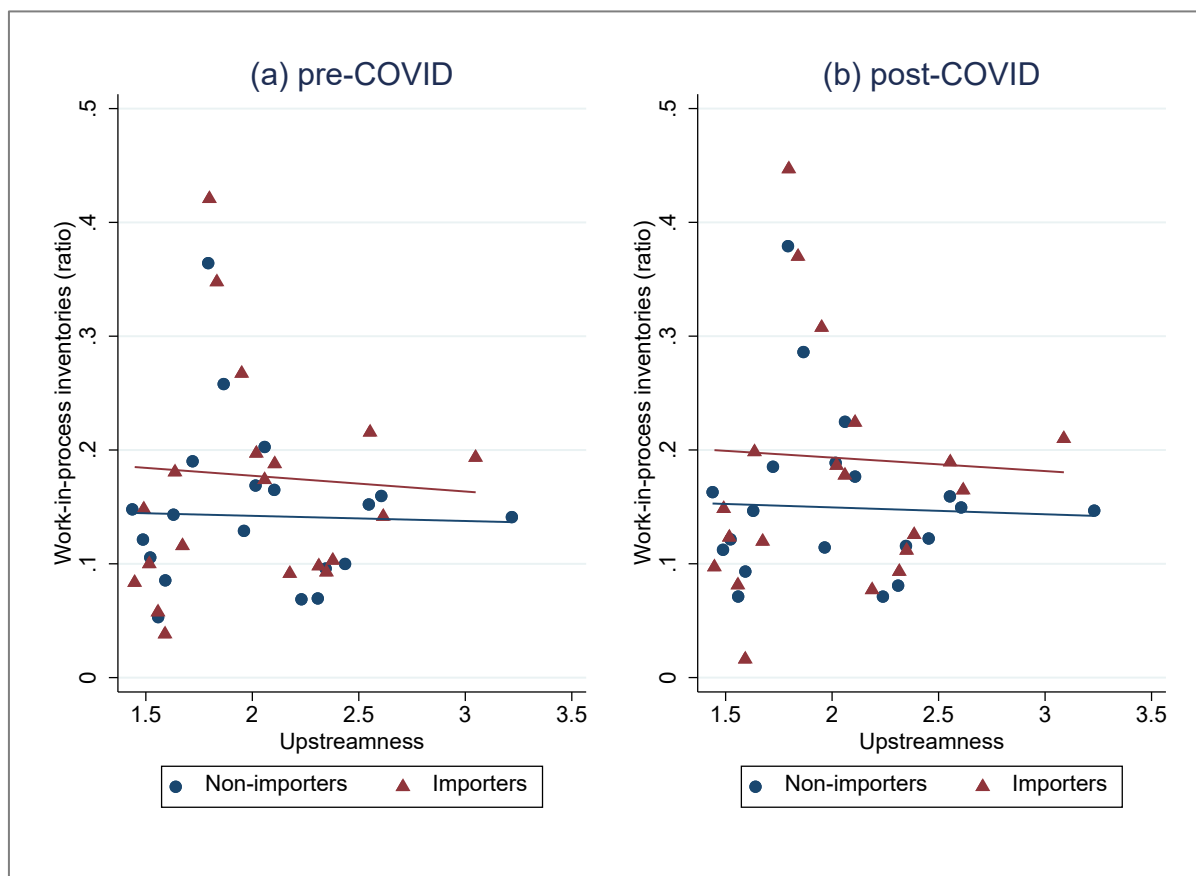 (a) pre-COVID
Work-in-process inventories (ratio)
.5
.4
.3
.2
.1
0
1.5 2 2.5 3 3.5
Upstreamness
Non-importers Importers
(b) post-COVID
Work-in-process inventories (ratio)
.5
.4
.3
.2
.1
0
1.5 2 2.5 3 3.5
Upstreamness
Non-importers Importers